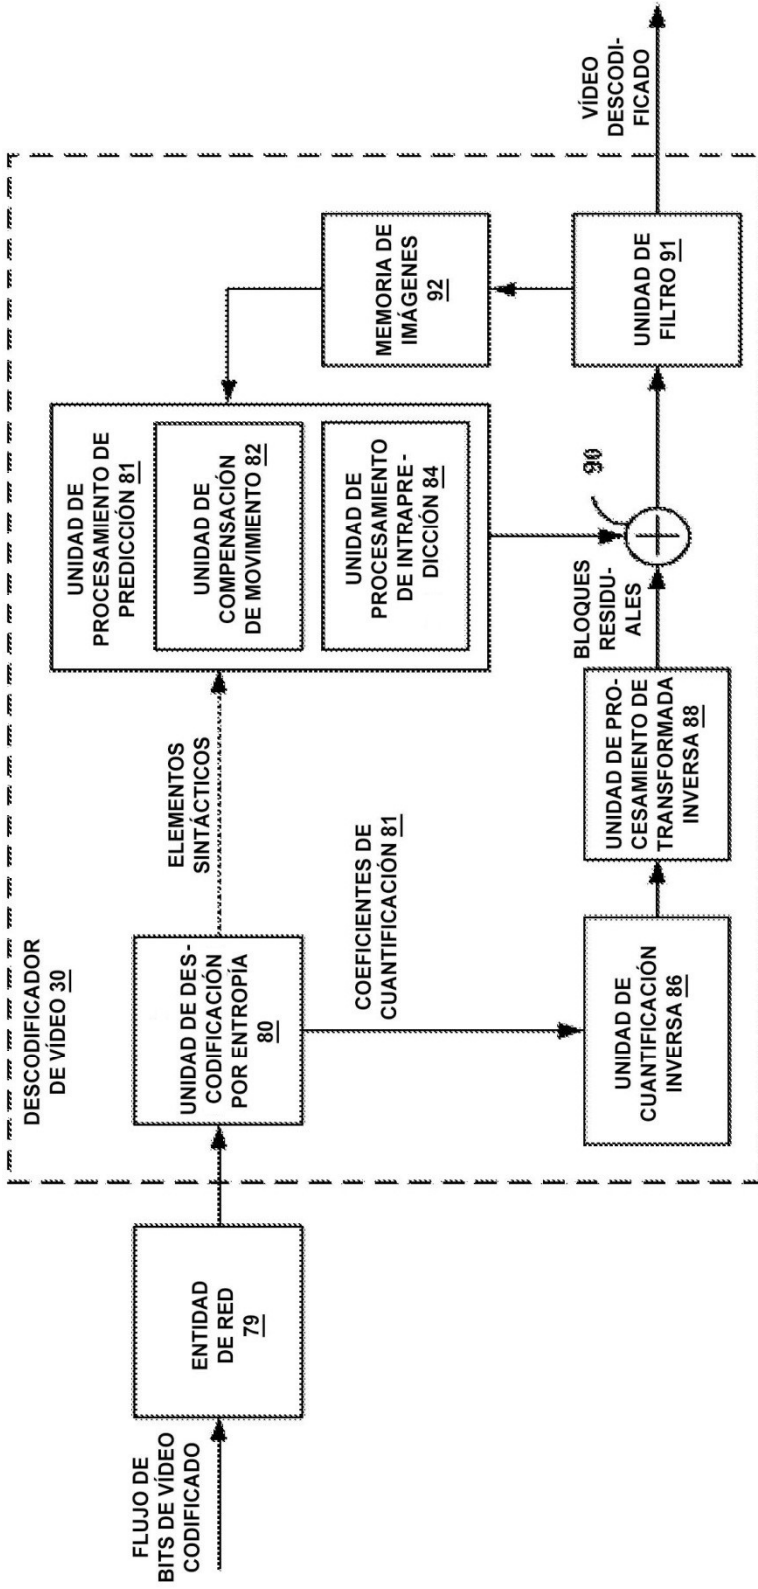 FLUJO DE
BITS DE VÍDEO
CODIFICADO
ENTIDAD
DE RED
79
DESCODIFICADOR
DE VÍDEO 30
UNIDAD DE DES-
CODIFICACIÓN
POR ENTROPÍA
80
ELEMENTOS
SINTÁCTICOS
COEFICIENTES DE
CUANTIFICACIÓN 81
UNIDAD DE
PROCESAMIENTO DE
PREDICCIÓN 81
UNIDAD DE
COMPENSACIÓN
DE MOVIMIENTO 82
UNIDAD DE
PROCESAMIENTO
DE INTRAPRE-
DICCIÓN 84
MEMORIA DE
IMÁGENES
92
UNIDAD DE
CUANTIFICACIÓN
INVERSA 86
UNIDAD DE PRO-
CESAMIENTO DE
TRANSFORMADA
INVERSA 88
BLOQUES
RESIDU-
ALES
90
UNIDAD DE
FILTRO 91
VÍDEO
DESCODI-
FICADO